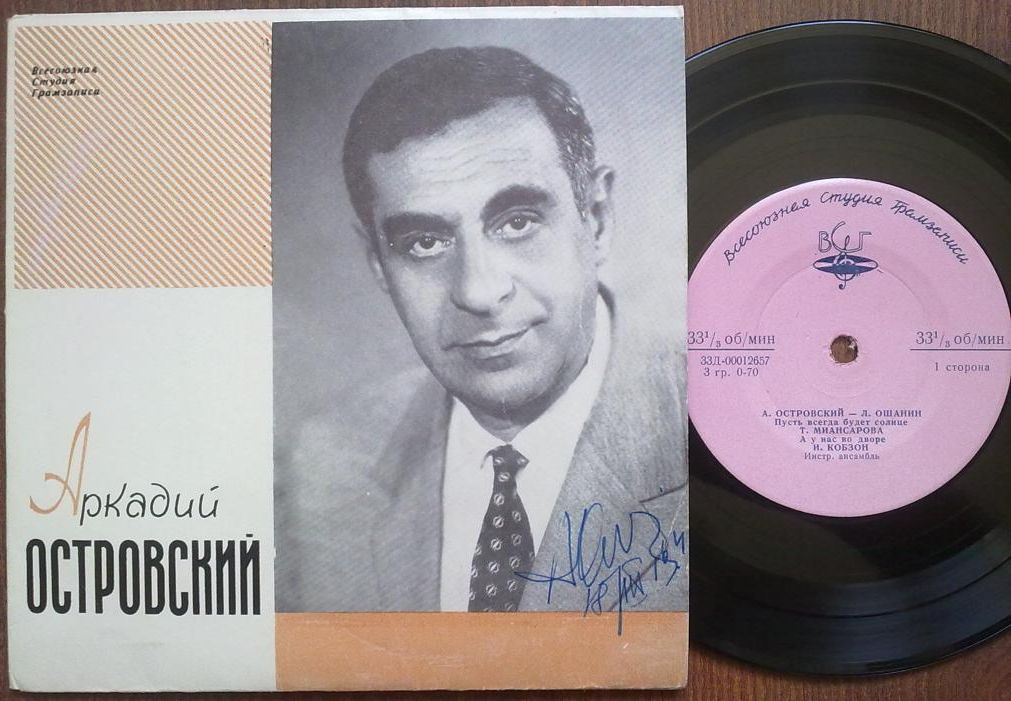 Всесоюзная
Студия
Грамзаписи
Аркадий
ОСТРОВСКИЙ
Всесоюзная Студия Грамзаписи
ВСГ
33¹/₃ об/мин
33Д-00012657
3 гр. 0-70
33¹/₃ об/мин
1 сторона
А. ОСТРОВСКИЙ — Л. ОШАНИН
Пусть всегда будет солнце
Т. МИАНСАРОВА
А у нас во дворе
И. КОБЗОН
Инстр. ансамбль